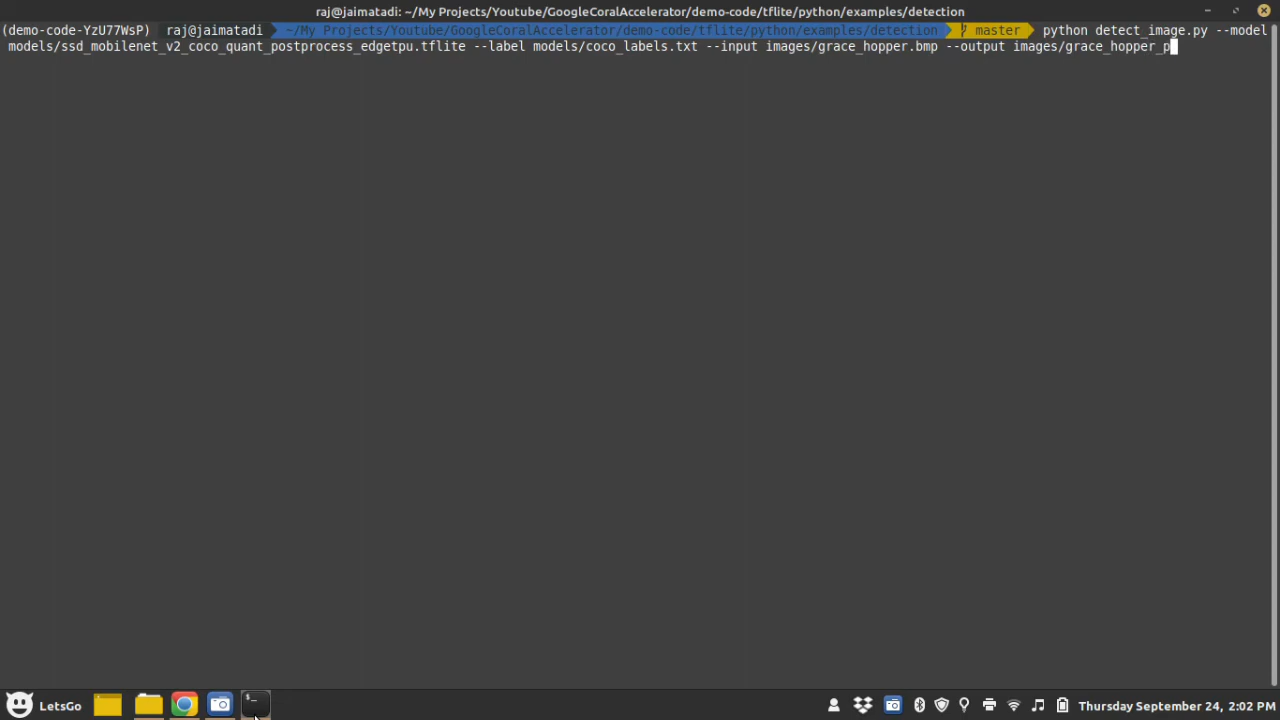 raj@jaimatadi: ~/My Projects/Youtube/GoogleCoralAccelerator/demo-code/tflite/python/examples/detection
(demo-code-YzU77WsP) raj@jaimatadi ~/My Projects/Youtube/GoogleCoralAccelerator/demo-code/tflite/python/examples/detection master python detect_image.py --model
models/ssd_mobilenet_v2_coco_quant_postprocess_edgetpu.tflite --label models/coco_labels.txt --input images/grace_hopper.bmp --output images/grace_hopper_p
LetsGo Thursday September 24, 2:02 PM